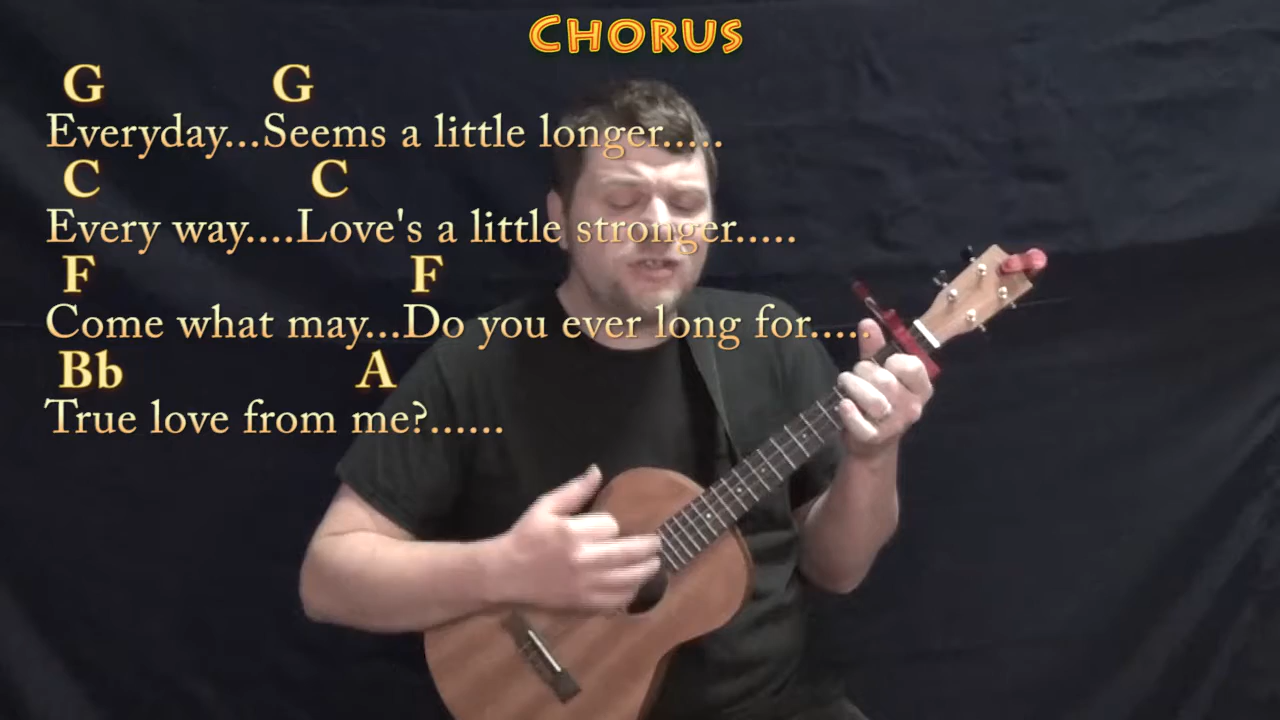 CHORUS
G G
Everyday...Seems a little longer.....
C C
Every way....Love's a little stronger.....
F F
Come what may...Do you ever long for.....
Bb A
True love from me?......